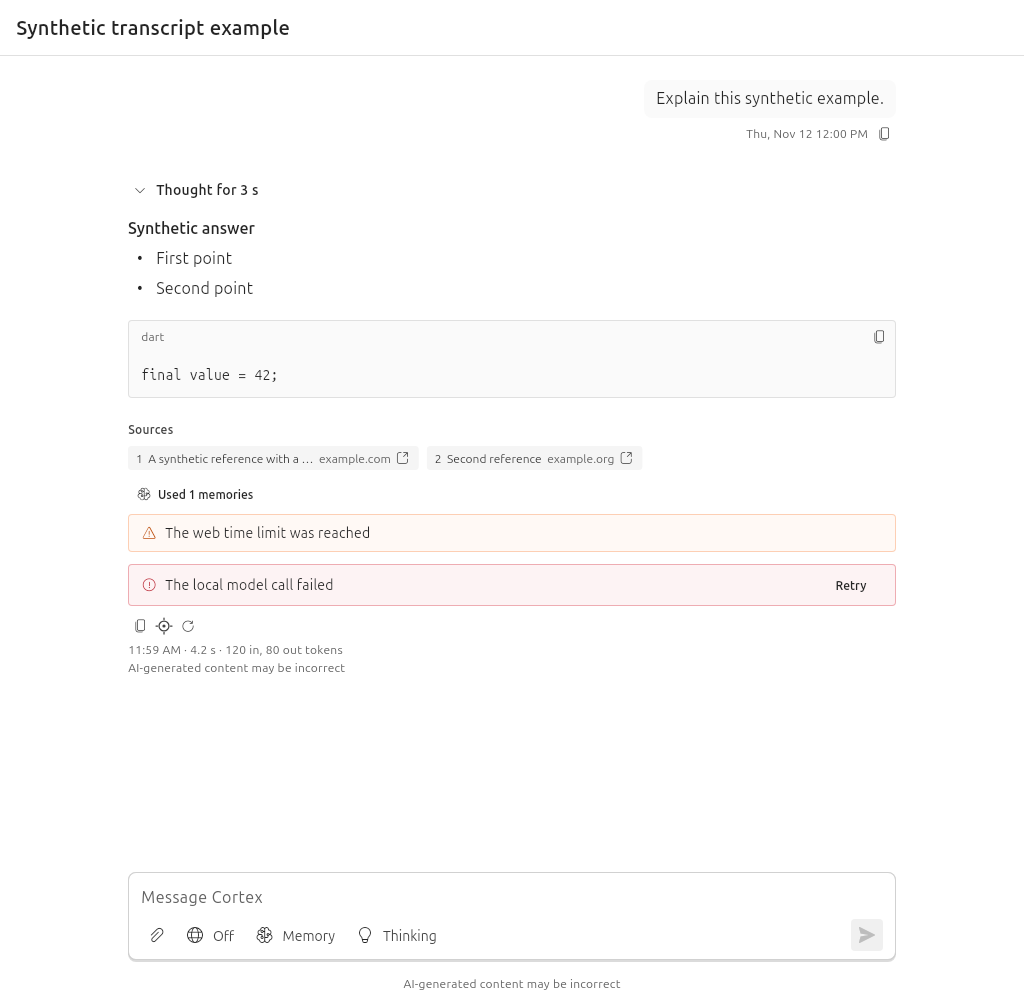 Synthetic transcript example
Explain this synthetic example.
Thu, Nov 12 12:00 PM
Thought for 3 s
Synthetic answer
• First point
• Second point
dart
final value = 42;
Sources
1 A synthetic reference with a … example.com
2 Second reference example.org
Used 1 memories
The web time limit was reached
The local model call failed
Retry
11:59 AM · 4.2 s · 120 in, 80 out tokens
AI-generated content may be incorrect
Message Cortex
Off Memory Thinking
AI-generated content may be incorrect